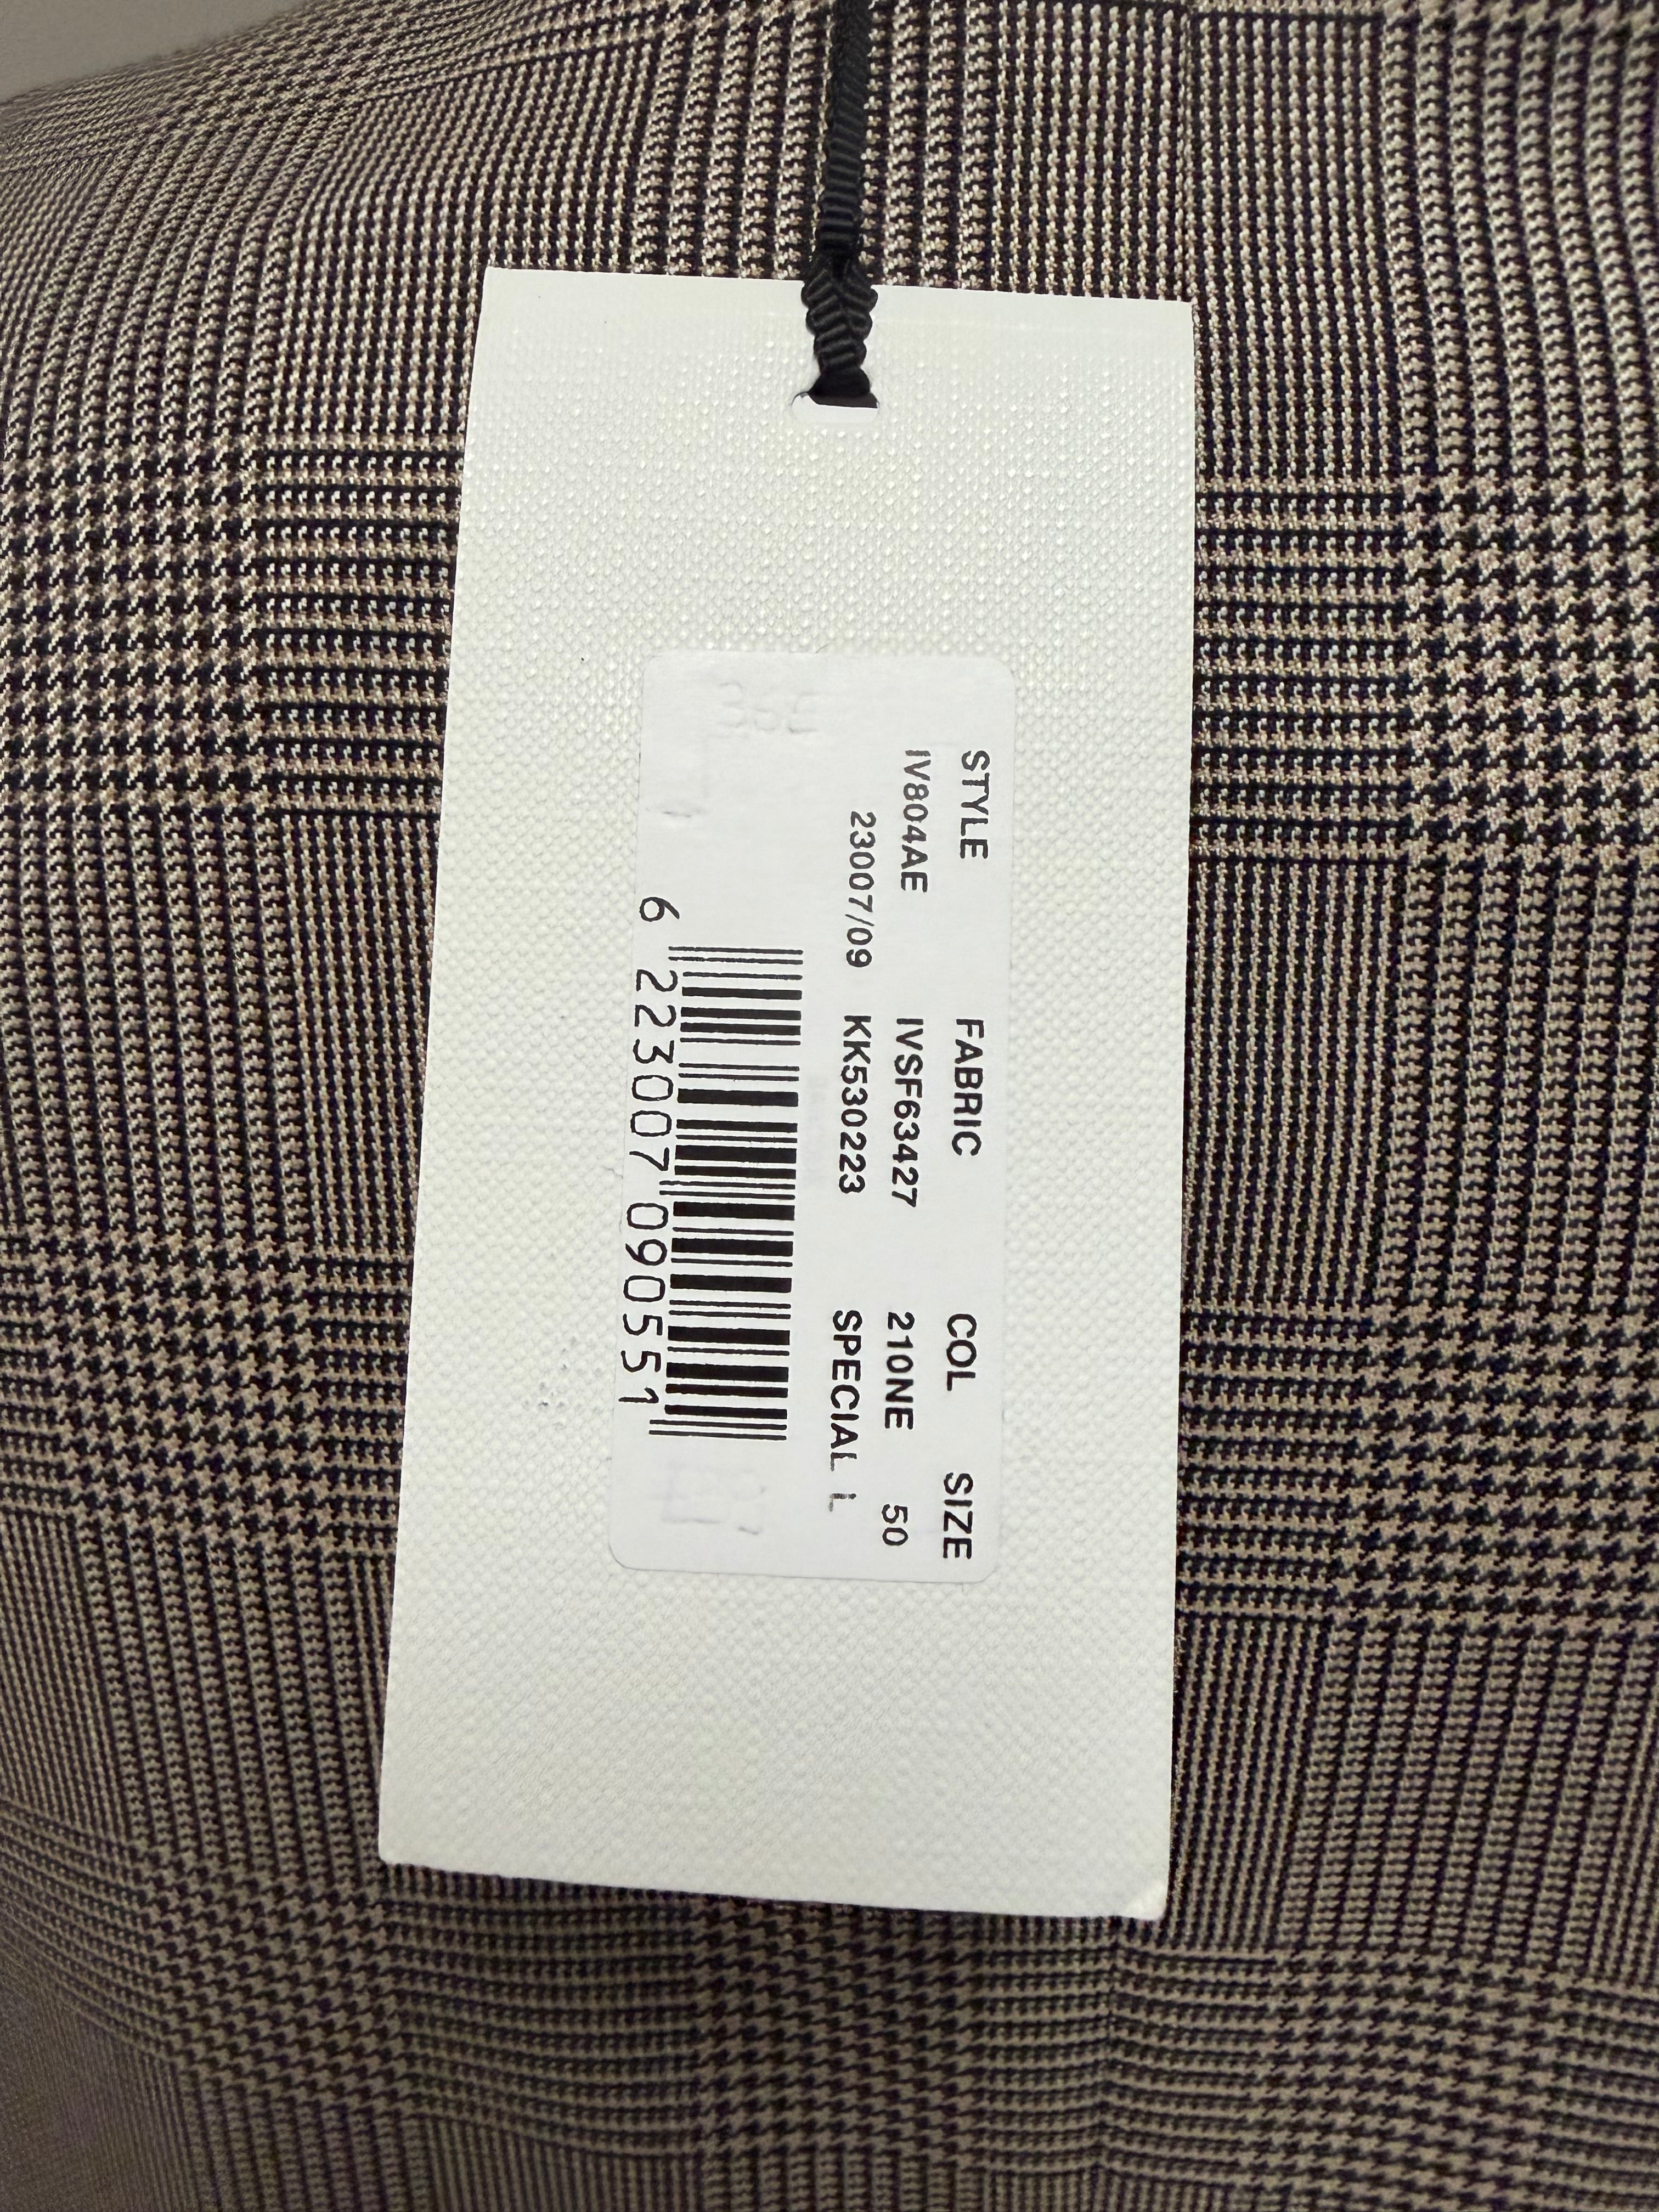 STYLE FABRIC COL SIZE
IV804AE IVSF63427 210NE 50
23007/09 KK530223 SPECIAL L
6 223007 090551